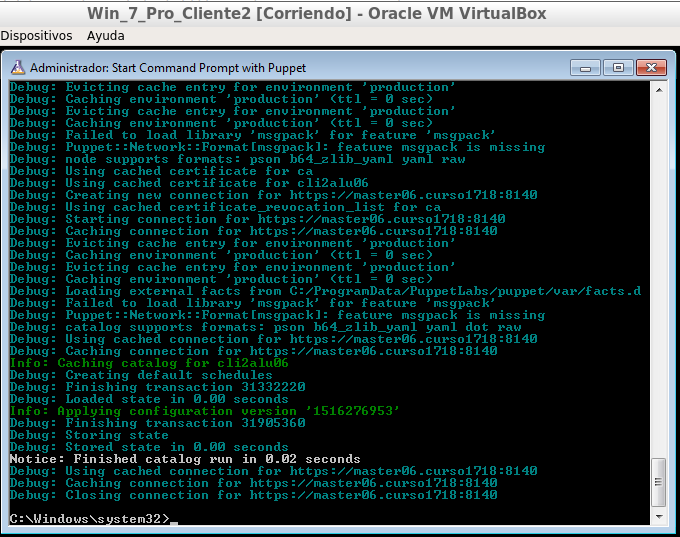 Win_7_Pro_Cliente2 [Corriendo] - Oracle VM VirtualBox
Dispositivos Ayuda
Administrador: Start Command Prompt with Puppet
Debug: Evicting cache entry for environment 'production'
Debug: Caching environment 'production' (ttl = 0 sec)
Debug: Evicting cache entry for environment 'production'
Debug: Caching environment 'production' (ttl = 0 sec)
Debug: Failed to load library 'msgpack' for feature 'msgpack'
Debug: Puppet::Network::Format[msgpack]: feature msgpack is missing
Debug: node supports formats: pson b64_zlib_yaml yaml raw
Debug: Using cached certificate for ca
Debug: Using cached certificate for cli2alu06
Debug: Creating new connection for https://master06.curso1718:8140
Debug: Using cached certificate_revocation_list for ca
Debug: Starting connection for https://master06.curso1718:8140
Debug: Caching connection for https://master06.curso1718:8140
Debug: Evicting cache entry for environment 'production'
Debug: Caching environment 'production' (ttl = 0 sec)
Debug: Evicting cache entry for environment 'production'
Debug: Caching environment 'production' (ttl = 0 sec)
Debug: Loading external facts from C:/ProgramData/PuppetLabs/puppet/var/facts.d
Debug: Failed to load library 'msgpack' for feature 'msgpack'
Debug: Puppet::Network::Format[msgpack]: feature msgpack is missing
Debug: catalog supports formats: pson b64_zlib_yaml yaml dot raw
Debug: Using cached connection for https://master06.curso1718:8140
Debug: Caching connection for https://master06.curso1718:8140
Info: Caching catalog for cli2alu06
Debug: Creating default schedules
Debug: Finishing transaction 31332220
Debug: Loaded state in 0.00 seconds
Info: Applying configuration version '1516276953'
Debug: Finishing transaction 31905360
Debug: Storing state
Debug: Stored state in 0.00 seconds
Notice: Finished catalog run in 0.02 seconds
Debug: Using cached connection for https://master06.curso1718:8140
Debug: Caching connection for https://master06.curso1718:8140
Debug: Closing connection for https://master06.curso1718:8140
C:\Windows\system32>_